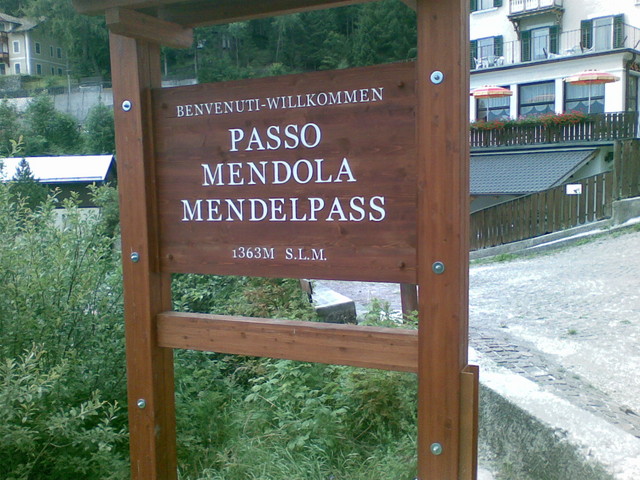 BENVENUTI-WILLKOMMEN
PASSO
MENDOLA
MENDELPASS
1363M S.L.M.